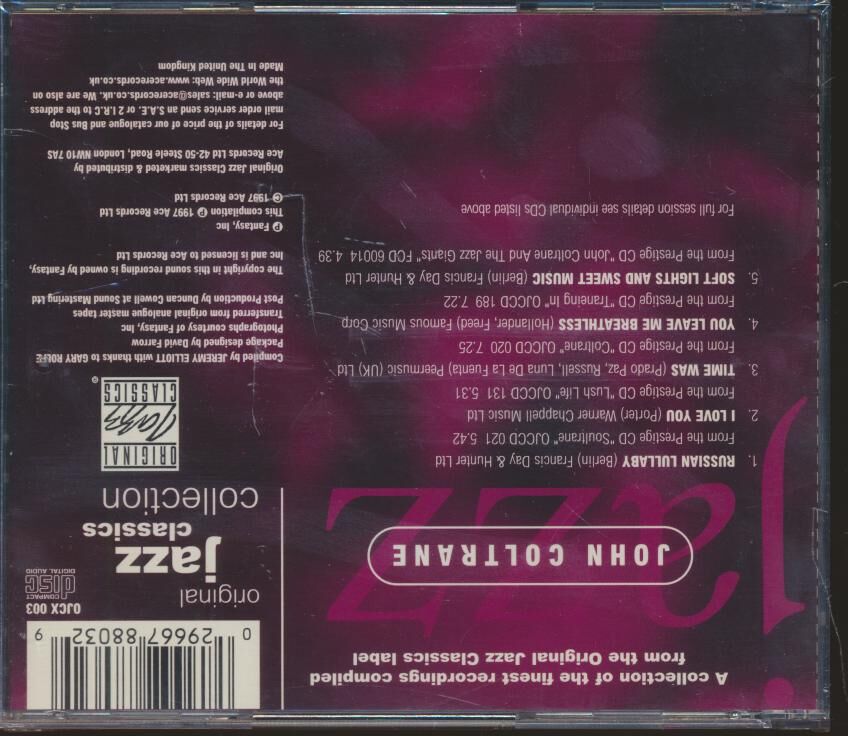 A collection of the finest recordings compiled
from the Original Jazz Classics label
jazz
JOHN COLTRANE
1. RUSSIAN LULLABY (Berlin) Francis Day & Hunter Ltd
From the Prestige CD "Soultrane" OJCCD 021 5.42
2. I LOVE YOU (Porter) Warner Chappell Music Ltd
From the Prestige CD "Lush Life" OJCCD 131 5.31
3. TIME WAS (Prado Paz, Russell, Luna De La Fuenta) Peermusic (UK) Ltd
From the Prestige CD "Coltrane" OJCCD 020 7.25
4. YOU LEAVE ME BREATHLESS (Hollander, Freed) Famous Music Corp
From the Prestige CD "Traneing In" OJCCD 189 7.22
5. SOFT LIGHTS AND SWEET MUSIC (Berlin) Francis Day & Hunter Ltd
From the Prestige CD "John Coltrane And The Jazz Giants" FCD 60014 4.39
For full session details see individual CDs listed above
0 29667 88032 9
OJCX 003
COMPACT
disc
DIGITAL AUDIO
original
jazz
classics
collection
ORIGINAL
Jazz
CLASSICS
®
Compiled by JEREMY ELLIOTT with thanks to GARY ROLFE
Package designed by David Farrow
Photographs courtesy of Fantasy, Inc
Transferred from original analogue master tapes
Post Production by Duncan Cowell at Sound Mastering Ltd
The copyright in this sound recording is owned by Fantasy,
Inc and is licensed to Ace Records Ltd
℗ Fantasy, Inc
This compilation ℗ 1997 Ace Records Ltd
© 1997 Ace Records Ltd
Original Jazz Classics marketed & distributed by
Ace Records Ltd 42-50 Steele Road, London NW10 7AS
For details of the price of our catalogue and Bus Stop
mail order service send an S.A.E. or 2 I.R.C to the address
above or e-mail: sales@acerecords.co.uk. We are also on
the World Wide Web: www.acerecords.co.uk
Made In The United Kingdom